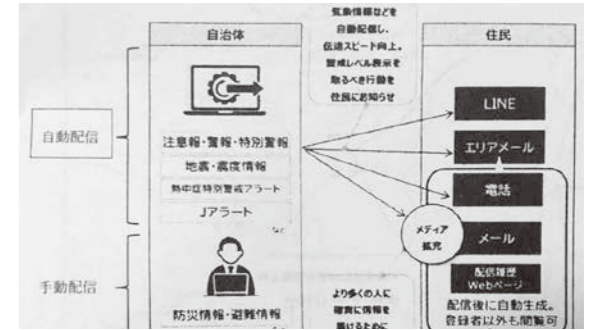 気象情報などを
自動配信し、
伝達スピード向上。
警戒レベル表示を
取るべき行動を
住民にお知らせ
自治体
住民
自動配信
注意報・警報・特別警報
地震・震度情報
熱中症特別警戒アラート
Jアラート
など
LINE
エリアメール
電話
メディア
拡充
メール
配信履歴
Webページ
配信後に自動生成。
登録者以外も閲覧可
手動配信
防災情報・避難情報
より多くの人に
確実に情報を
届けるために